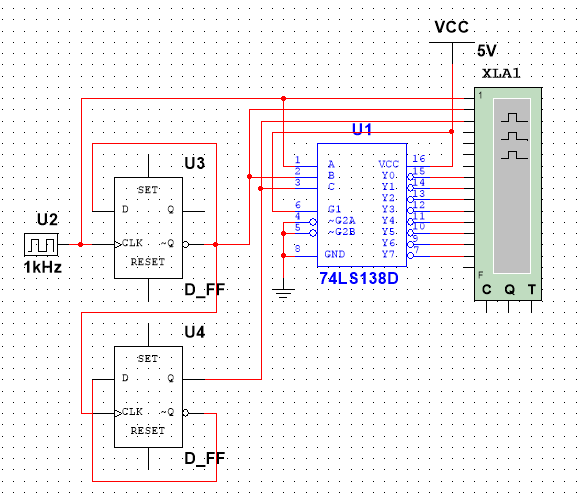 VCC
5V
XLA1
1
U1
U3
1 A VCC 16
2 B Y0 15
3 C Y1 14
Y2 13
6 G1 Y3 12
4 ~G2A Y4 11
5 ~G2B Y5 10
Y6 9
8 GND Y7 7
74LS138D
SET
D Q
CLK ~Q
RESET
D_FF
U2
1kHz
F
C Q T
U4
SET
D Q
CLK ~Q
RESET
D_FF